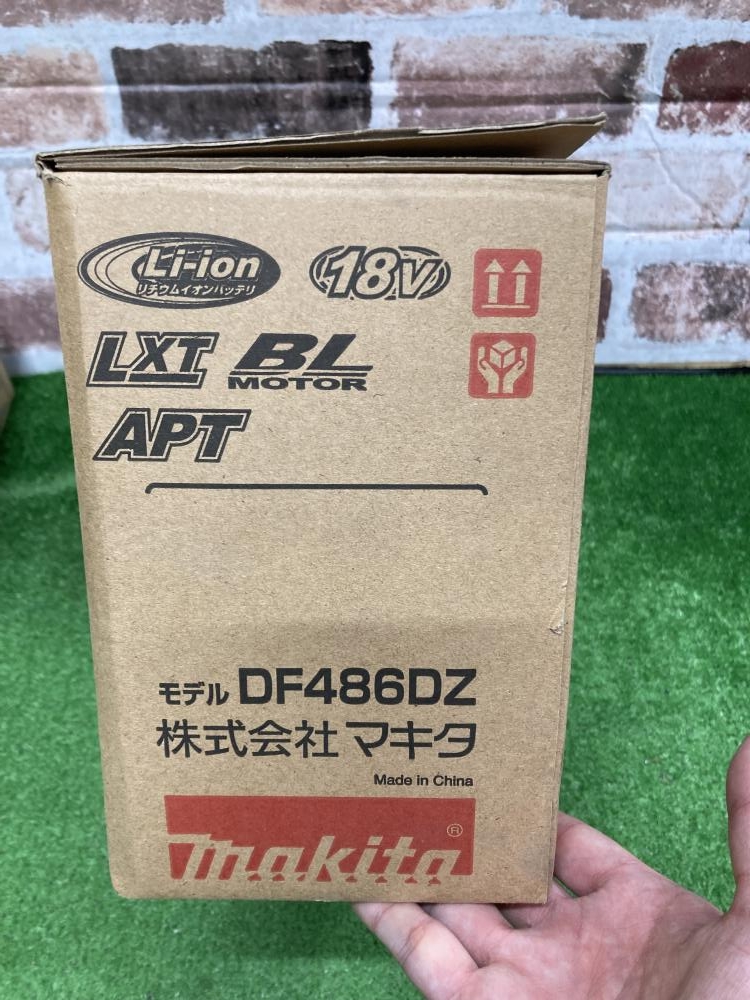 Li-ion
リチウムイオンバッテリ
18V
LXT BL
MOTOR
APT
モデル DF486DZ
株式会社 マキタ
Made in China
makita®